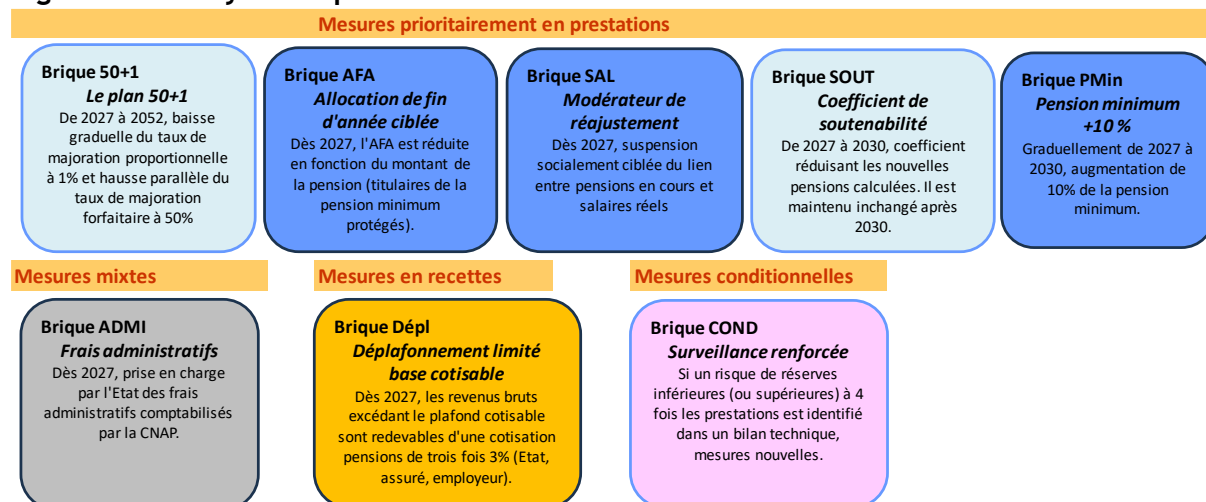 Mesures prioritairement en prestations
Brique 50+1
Le plan 50+1
De 2027 à 2052, baisse
graduelle du taux de
majoration proportionnelle
à 1% et hausse parallèle du
taux de majoration
forfaitaire à 50%
Brique AFA
Allocation de fin
d'année ciblée
Dès 2027, l'AFA est réduite
en fonction du montant de
la pension (titulaires de la
pension minimum
protégés).
Brique SAL
Modérateur de
réajustement
Dès 2027, suspension
socialement ciblée du lien
entre pensions en cours et
salaires réels
Brique SOUT
Coefficient de
soutenabilité
De 2027 à 2030, coefficient
réduisant les nouvelles
pensions calculées. Il est
maintenu inchangé après
2030.
Brique PMin
Pension minimum
+10 %
Graduellement de 2027 à
2030, augmentation de
10% de la pension
minimum.
Mesures mixtes
Brique ADMI
Frais administratifs
Dès 2027, prise en charge
par l'Etat des frais
administratifs comptabilisés
par la CNAP.
Mesures en recettes
Brique Dépl
Déplafonnement limité
base cotisable
Dès 2027, les revenus bruts
excédant le plafond cotisable
sont redevables d'une cotisation
pensions de trois fois 3% (Etat,
assuré, employeur).
Mesures conditionnelles
Brique COND
Surveillance renforcée
Si un risque de réserves
inférieures (ou supérieures) à 4
fois les prestations est identifié
dans un bilan technique,
mesures nouvelles.